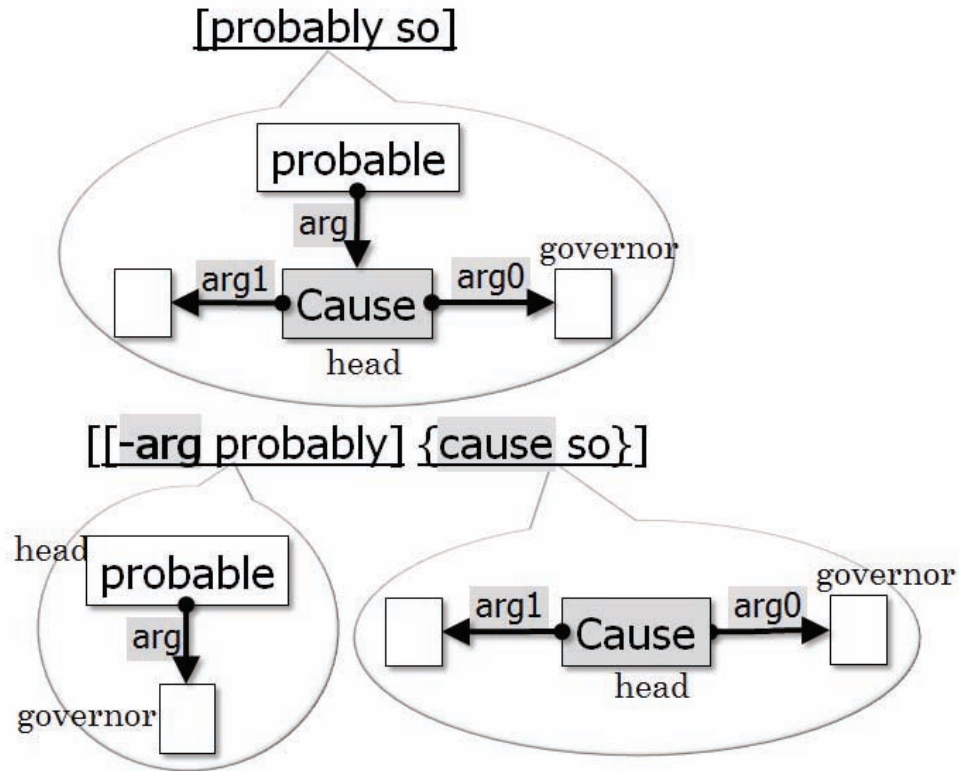 [probably so]
probable
arg
governor
arg1
Cause
arg0
head
[[-arg probably] {cause so}]
head
probable
arg
governor
governor
arg1
Cause
arg0
head